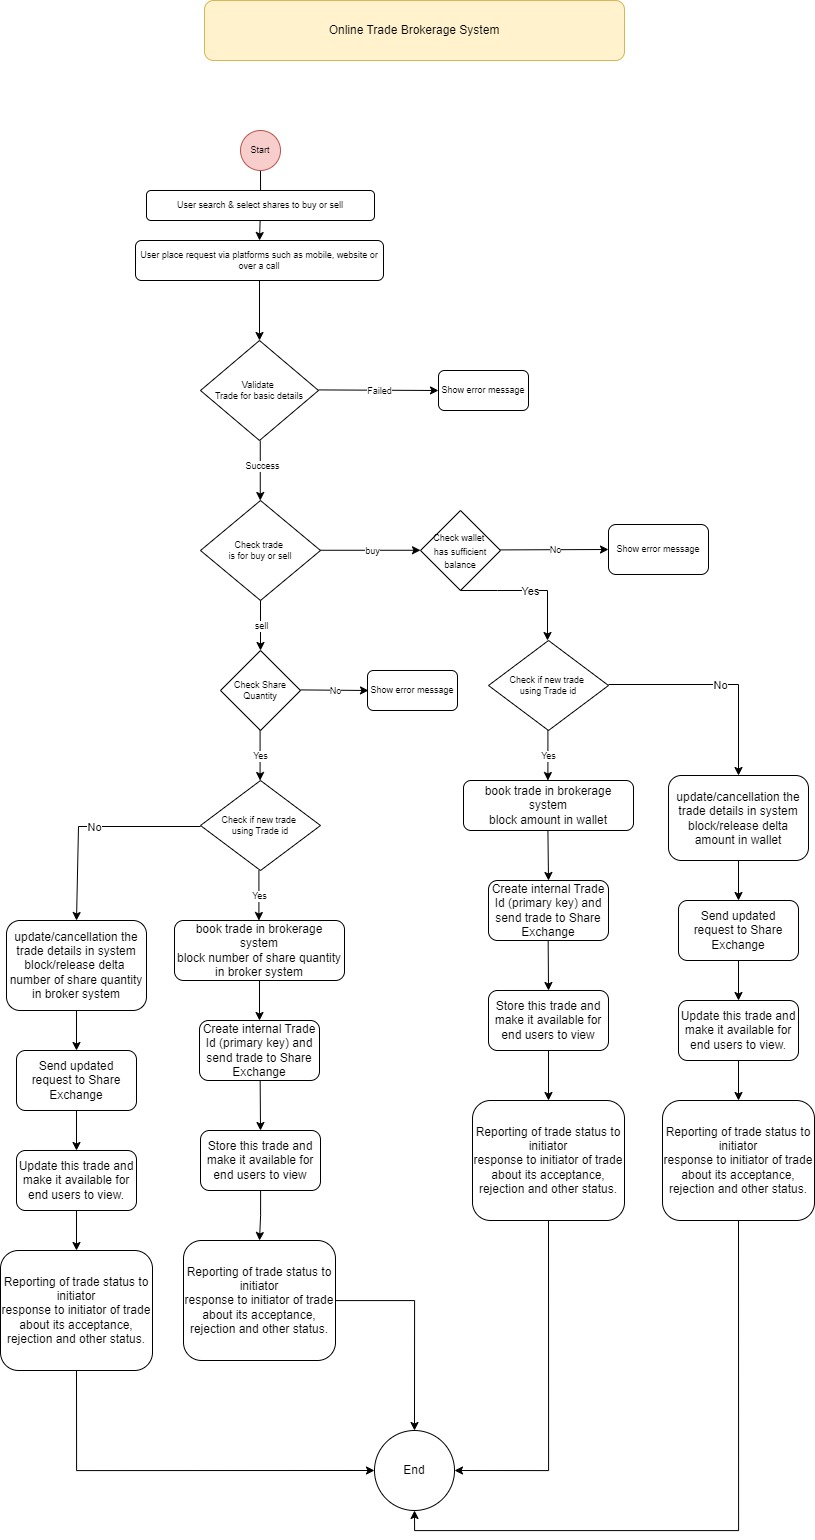 Online Trade Brokerage System
Start
User search & select shares to buy or sell
User place request via platforms such as mobile, website or
over a call
Validate
Trade for basic details
Failed
Show error message
Success
Check trade
is for buy or sell
buy
Check wallet
has sufficient
balance
No
Show error message
Yes
sell
Check Share
Quantity
No
Show error message
Check if new trade
using Trade id
No
Yes
Yes
book trade in brokerage
system
block amount in wallet
update/cancellation the
trade details in system
block/release delta
amount in wallet
Check if new trade
using Trade id
No
Yes
Create internal Trade
Id (primary key) and
send trade to Share
Exchange
Send updated
request to Share
Exchange
update/cancellation the
trade details in system
block/release delta
number of share quantity
in broker system
book trade in brokerage
system
block number of share quantity
in broker system
Store this trade and
make it available for
end users to view
Update this trade and
make it available for
end users to view.
Send updated
request to Share
Exchange
Create internal Trade
Id (primary key) and
send trade to Share
Exchange
Reporting of trade status to
initiator
response to initiator of trade
about its acceptance,
rejection and other status.
Reporting of trade status to
initiator
response to initiator of trade
about its acceptance,
rejection and other status.
Update this trade and
make it available for
end users to view.
Store this trade and
make it available for
end users to view
Reporting of trade status to
initiator
response to initiator of trade
about its acceptance,
rejection and other status.
Reporting of trade status to
initiator
response to initiator of trade
about its acceptance,
rejection and other status.
End